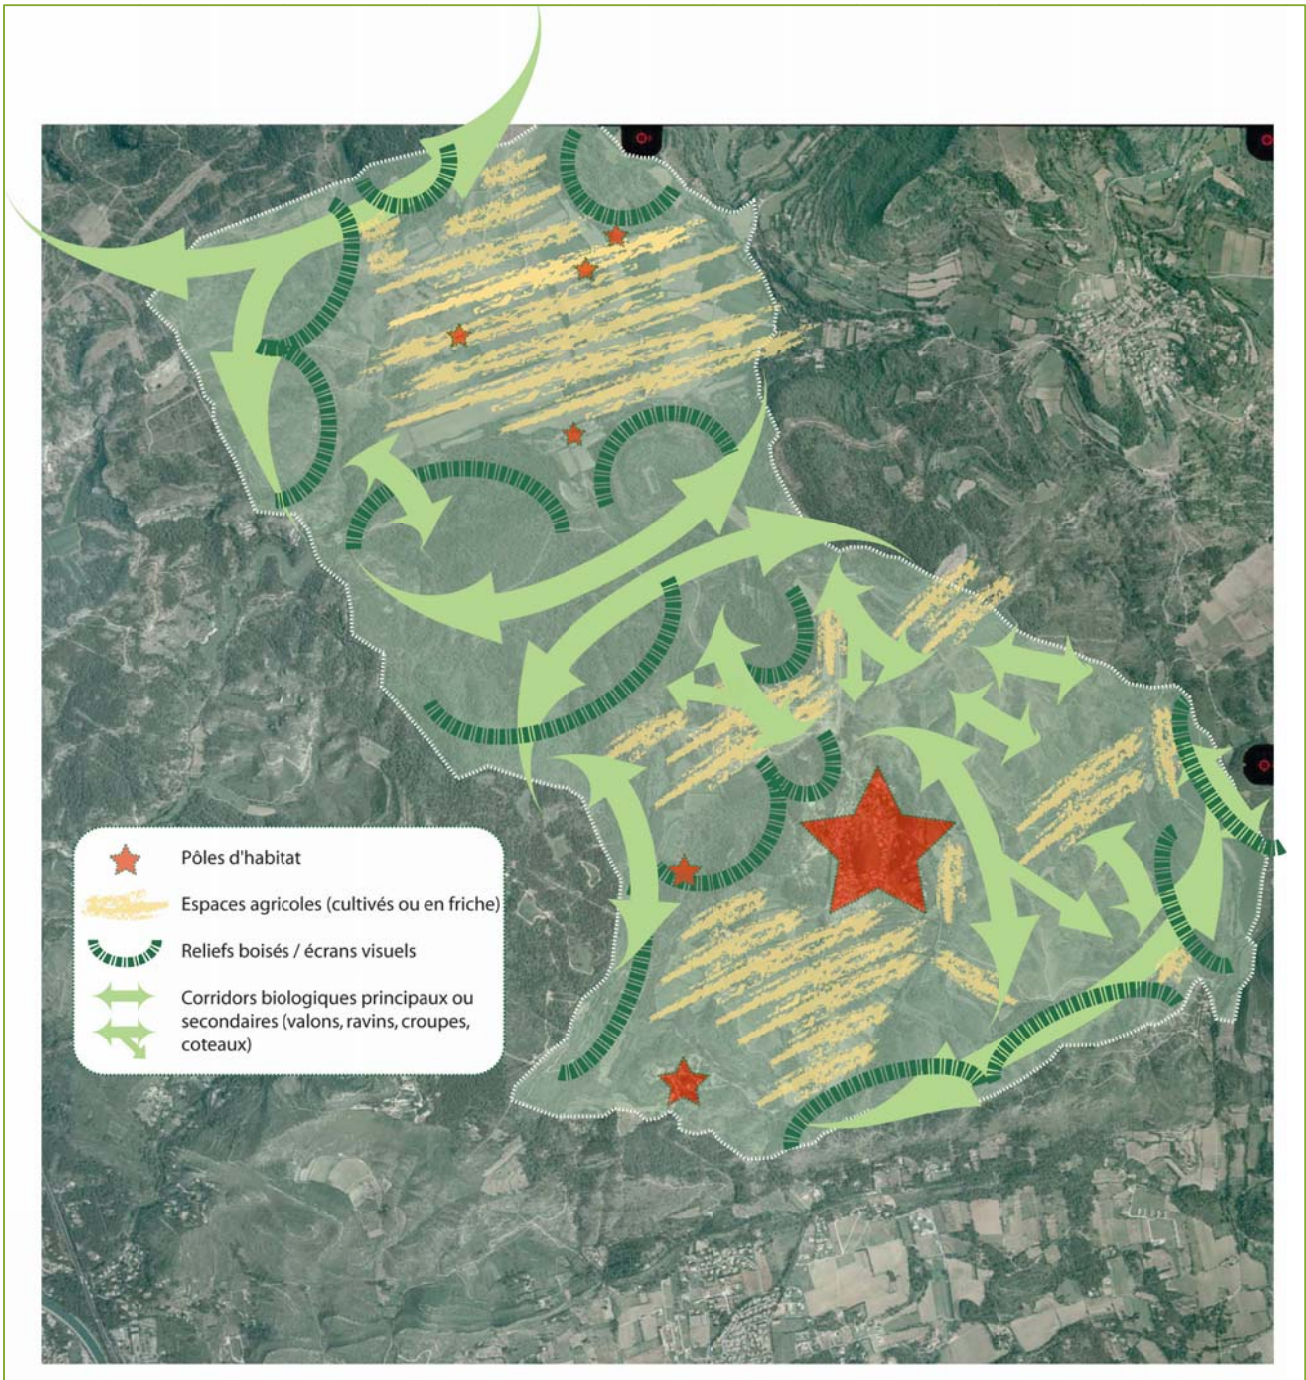 Pôles d'habitat
Espaces agricoles (cultivés ou en friche)
Reliefs boisés / écrans visuels
Corridors biologiques principaux ou
secondaires (valons, ravins, croupes,
coteaux)